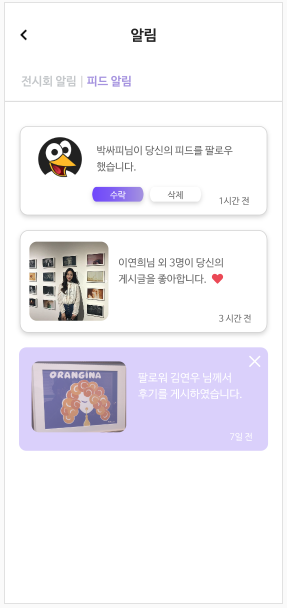 알림
전시회 알림 | 피드 알림
박싸피님이 당신의 피드를 팔로우
했습니다.
수락 삭제
1시간 전
이연희님 외 3명이 당신의
게시글을 좋아합니다. ❤
3 시간 전
ORANGINA
팔로워 김연우 님께서
후기를 게시하였습니다.
7일 전